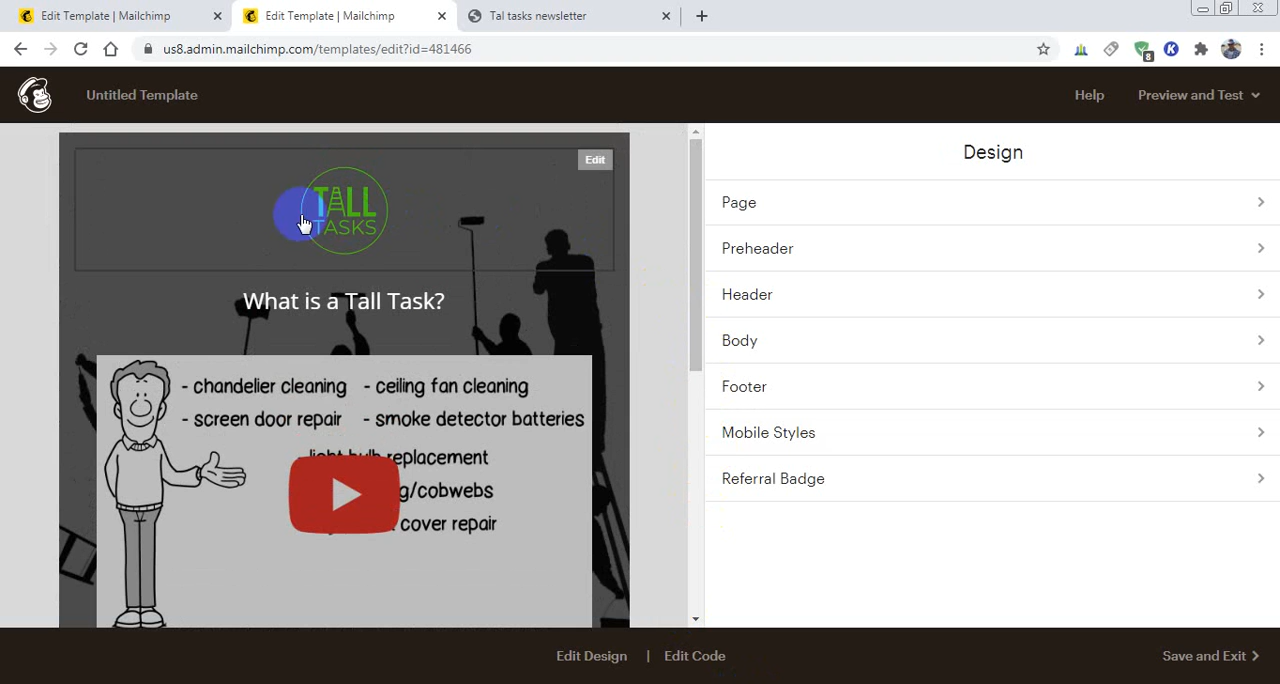 Edit Template | Mailchimp
Edit Template | Mailchimp
Tal tasks newsletter
us8.admin.mailchimp.com/templates/edit?id=481466
8
K
Untitled Template
Help
Preview and Test
Design
Edit
TALL
TASKS
What is a Tall Task?
- chandelier cleaning - ceiling fan cleaning
- screen door repair - smoke detector batteries
replacement
g/cobwebs
cover repair
Page
Preheader
Header
Body
Footer
Mobile Styles
Referral Badge
Edit Design | Edit Code
Save and Exit